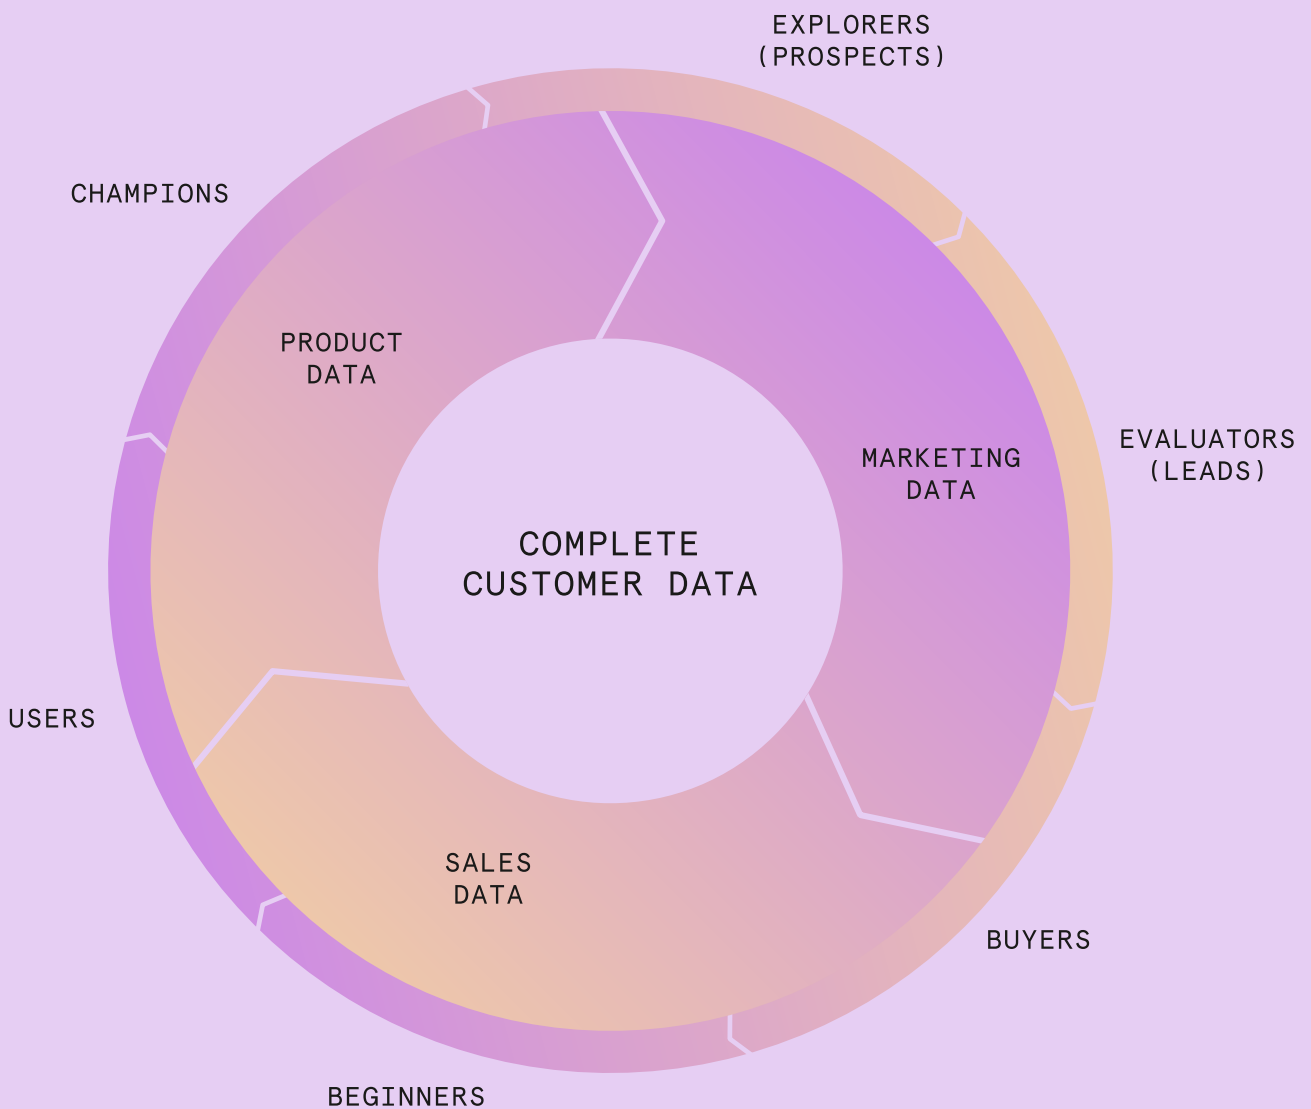 EXPLORERS
(PROSPECTS)
CHAMPIONS
PRODUCT
DATA
EVALUATORS
(LEADS)
MARKETING
DATA
COMPLETE
CUSTOMER DATA
USERS
SALES
DATA
BUYERS
BEGINNERS